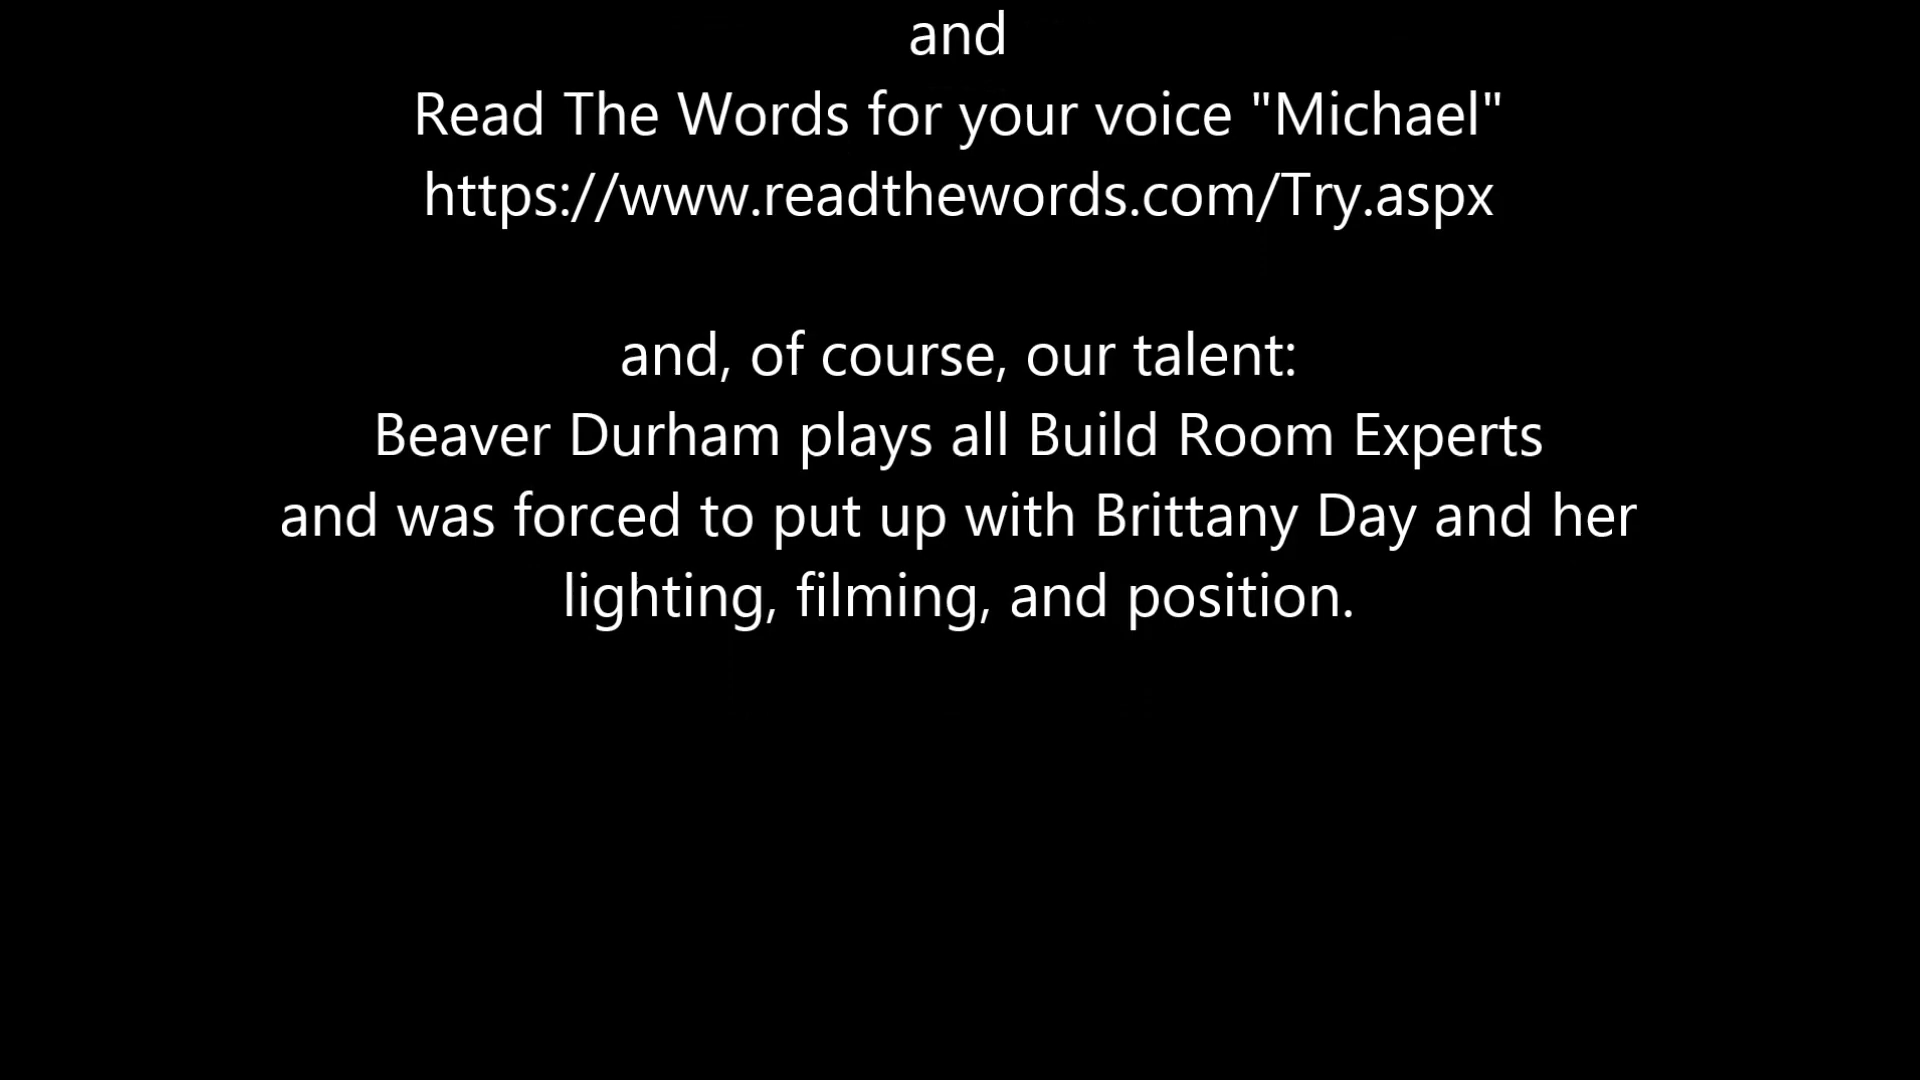 and
Read The Words for your voice "Michael"
https://www.readthewords.com/Try.aspx
and, of course, our talent:
Beaver Durham plays all Build Room Experts
and was forced to put up with Brittany Day and her
lighting, filming, and position.